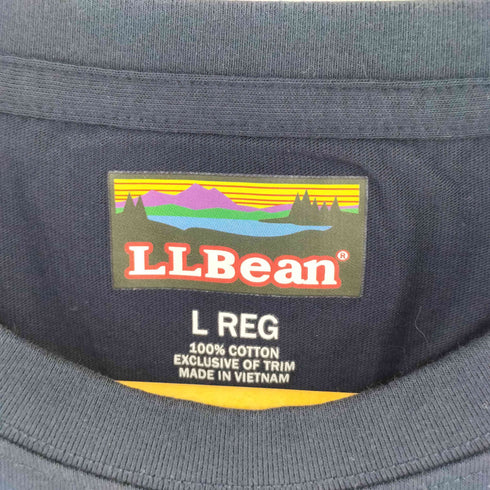 LLBean®
L REG
100% COTTON
EXCLUSIVE OF TRIM
MADE IN VIETNAM